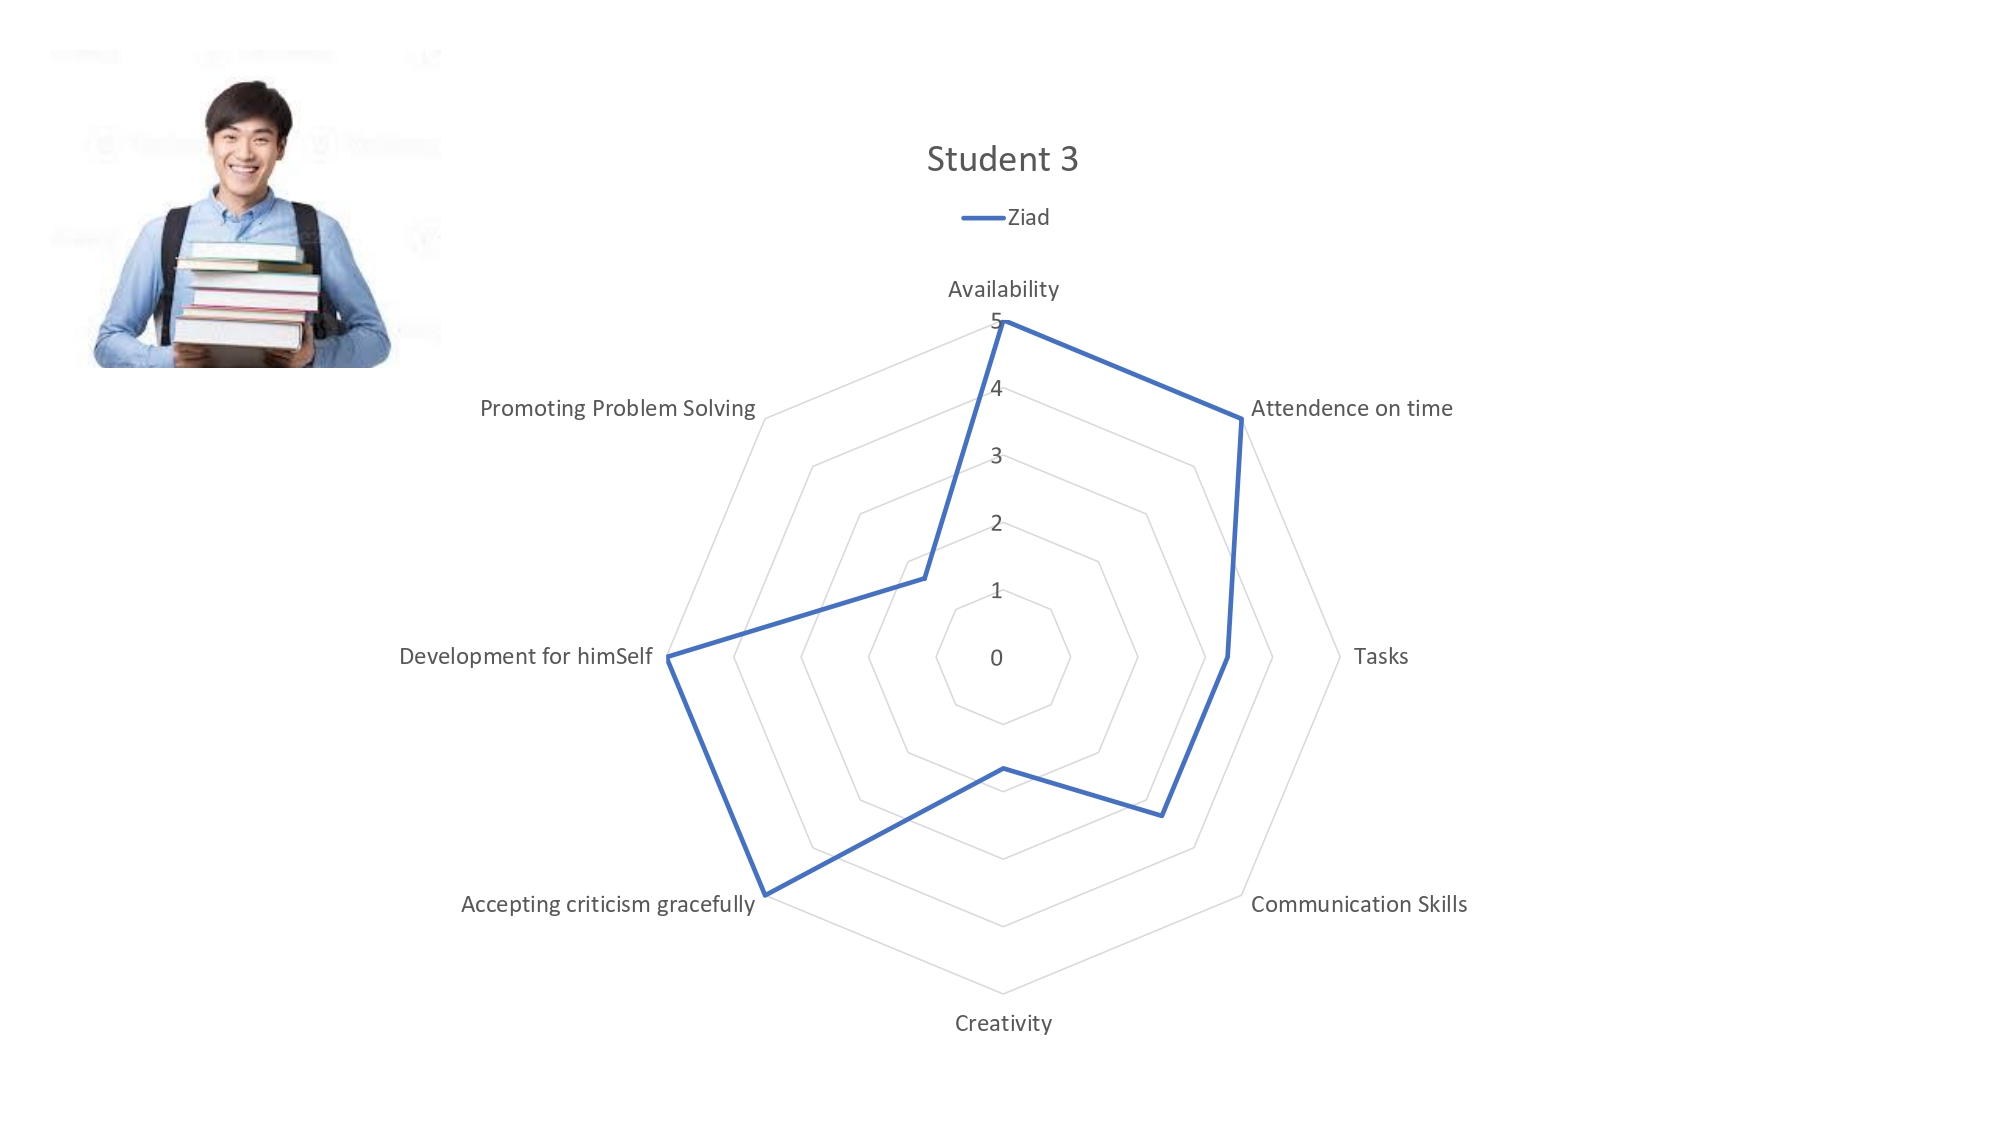 Student 3
Ziad
Availability
5
4
3
2
1
0
Attendence on time
Tasks
Communication Skills
Creativity
Accepting criticism gracefully
Development for himSelf
Promoting Problem Solving